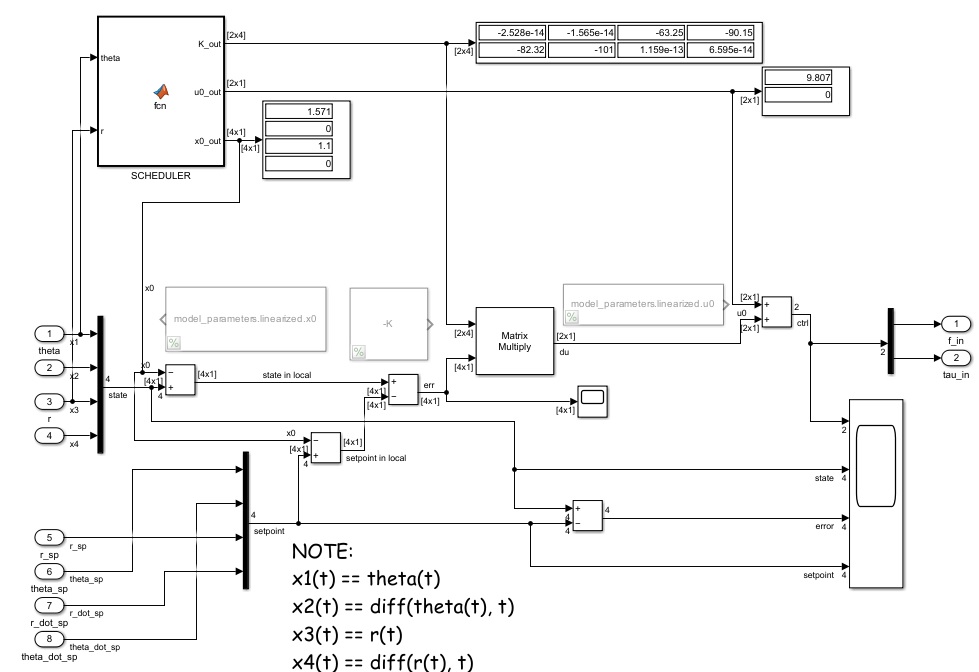 K_out
[2x4]
[2x4]
-2.528e-14 -1.565e-14 -63.25 -90.15
-82.32 -101 1.159e-13 6.595e-14
theta
fcn
u0_out
[2x1]
[2x1]
9.807
0
r
x0_out
[4x1]
[4x1]
1.571
0
1.1
0
SCHEDULER
x0
model_parameters.linearized.x0
-K
model_parameters.linearized.u0
[2x1]
u0
[2x1]
+
+
2
ctrl
1
theta
x1
2
x2
3
r
x3
4
x4
4
state
x0
[4x1]
4
−
+
[4x1]
state in local
[4x1]
[4x1]
+
−
err
[4x1]
[2x4]
[4x1]
Matrix
Multiply
[2x1]
du
[4x1]
2
1
f_in
2
tau_in
x0
[4x1]
4
−
+
[4x1]
setpoint in local
2
state 4
4
4
+
−
4
error 4
setpoint 4
4
setpoint
5
r_sp
r_sp
6
theta_sp
theta_sp
7
r_dot_sp
r_dot_sp
8
theta_dot_sp
theta_dot_sp
NOTE:
x1(t) == theta(t)
x2(t) == diff(theta(t), t)
x3(t) == r(t)
x4(t) == diff(r(t), t)